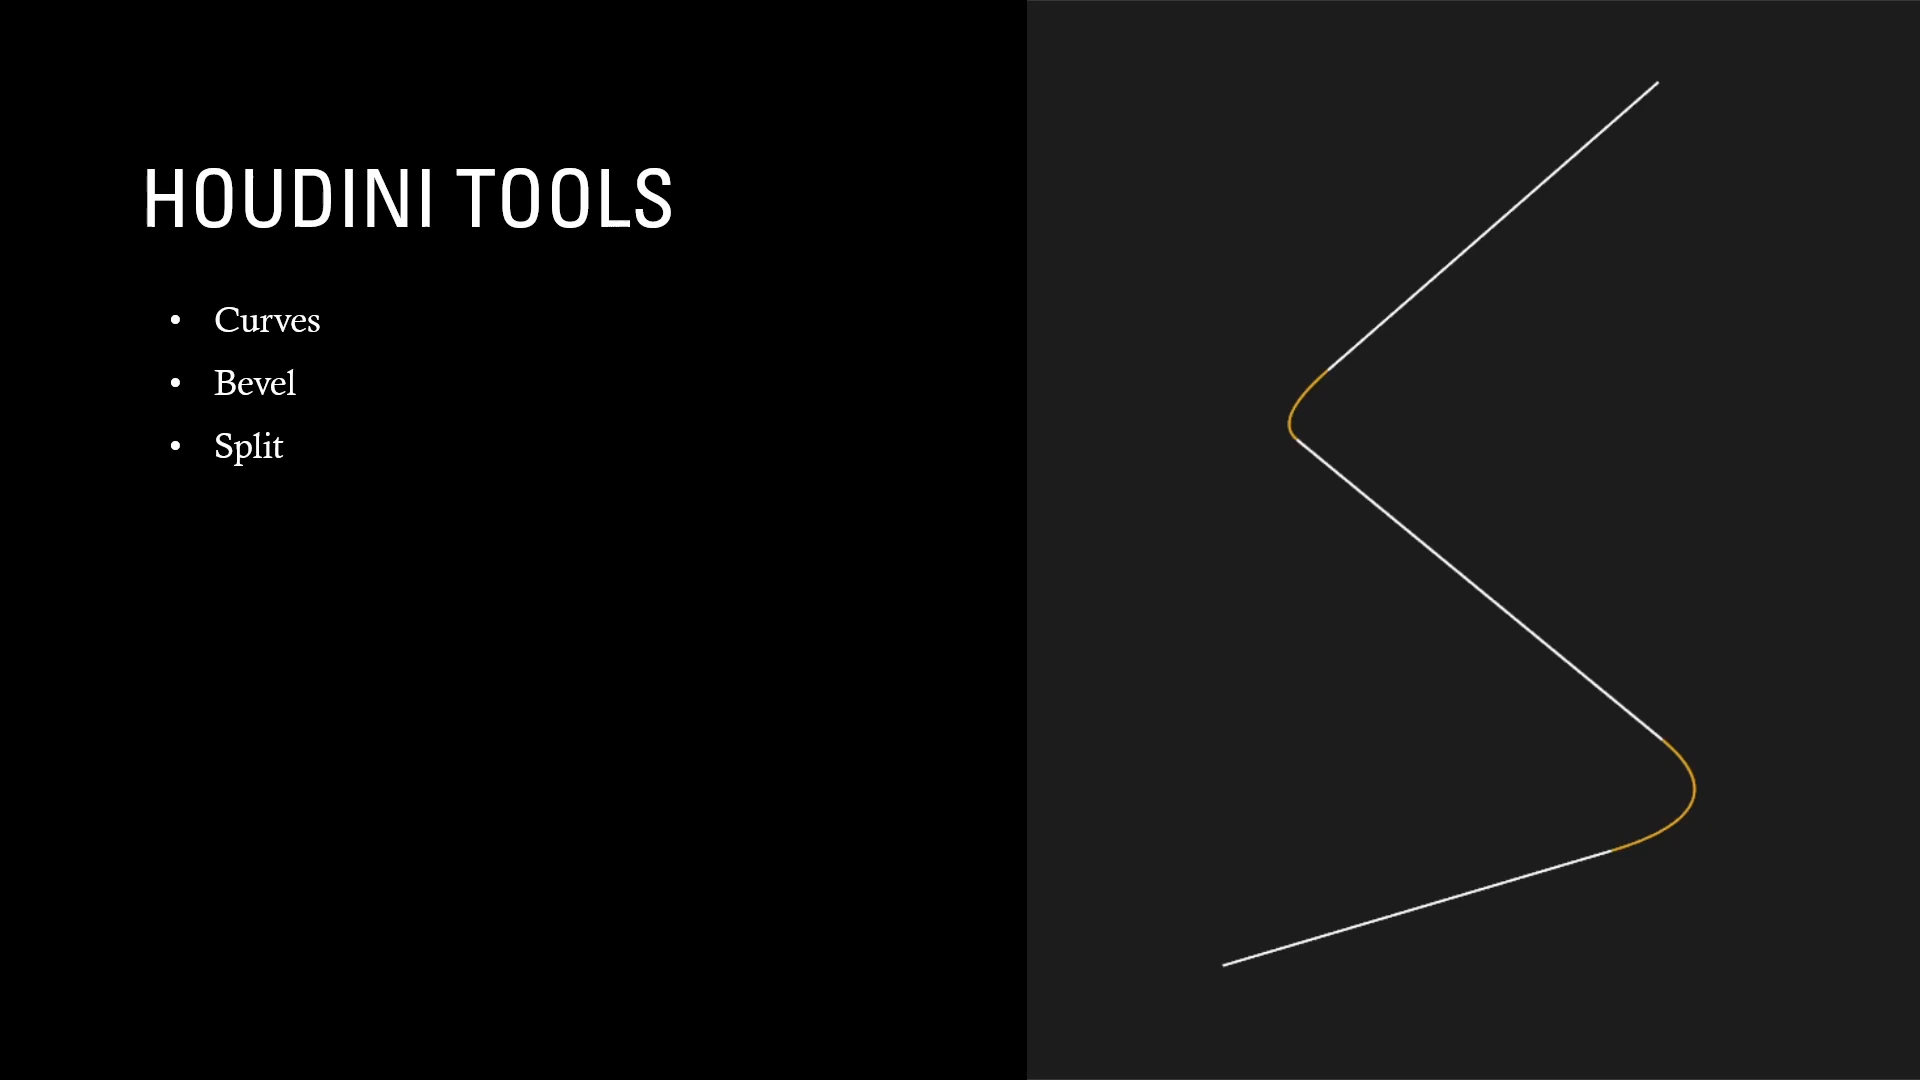 HOUDINI TOOLS
• Curves
• Bevel
• Split